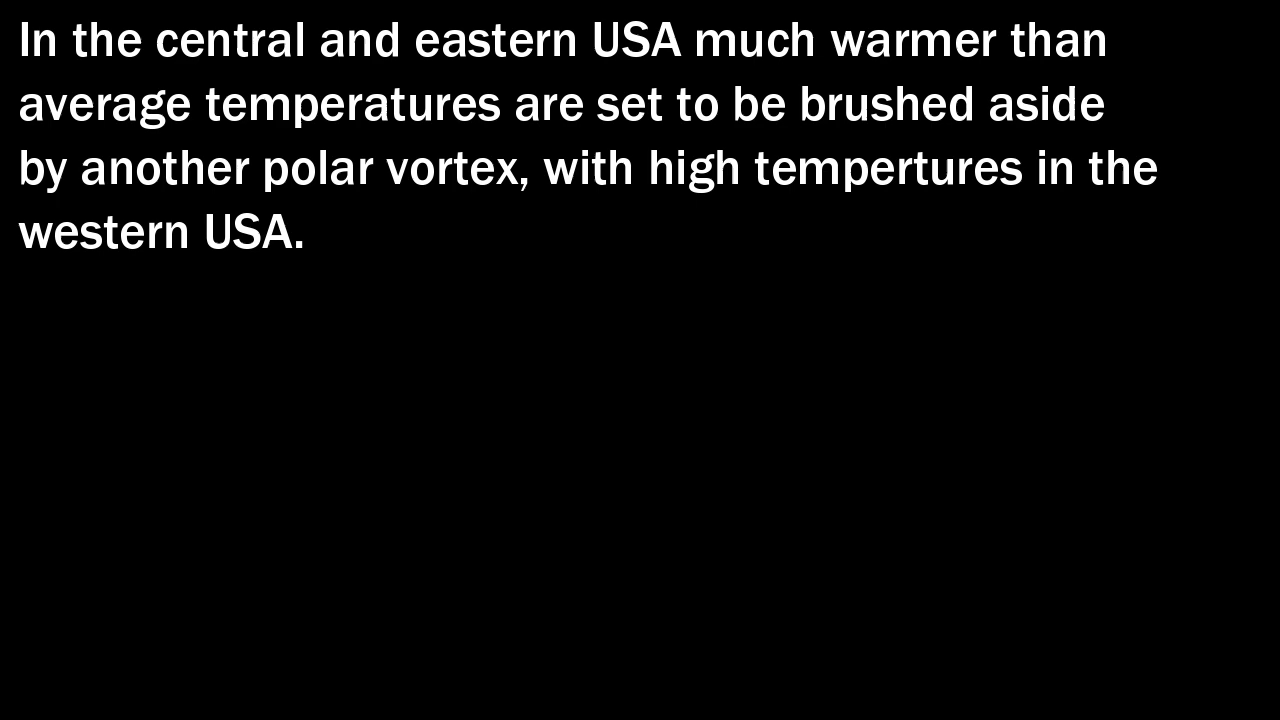 In the central and eastern USA much warmer than
average temperatures are set to be brushed aside
by another polar vortex, with high tempertures in the
western USA.